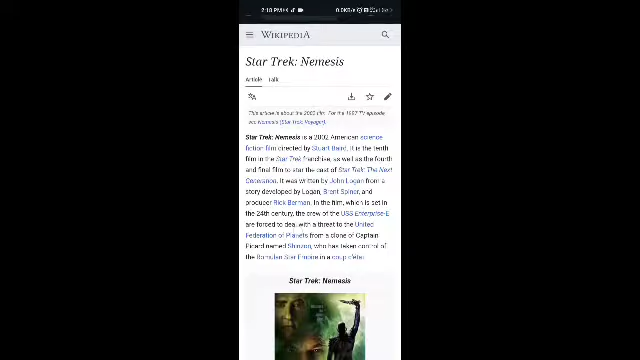 2:18 PM
0.0KB/s
WIKIPEDIA
Star Trek: Nemesis
Article Talk
This article is about the 2002 film. For the 1997 TV episode,
see Nemesis (Star Trek: Voyager).
Star Trek: Nemesis is a 2002 American science
fiction film directed by Stuart Baird. It is the tenth
film in the Star Trek franchise, as well as the fourth
and final film to star the cast of Star Trek: The Next
Generation. It was written by John Logan from a
story developed by Logan, Brent Spiner, and
producer Rick Berman. In the film, which is set in
the 24th century, the crew of the USS Enterprise-E
are forced to deal with a threat to the United
Federation of Planets from a clone of Captain
Picard named Shinzon, who has taken control of
the Romulan Star Empire in a coup d'état.
Star Trek: Nemesis